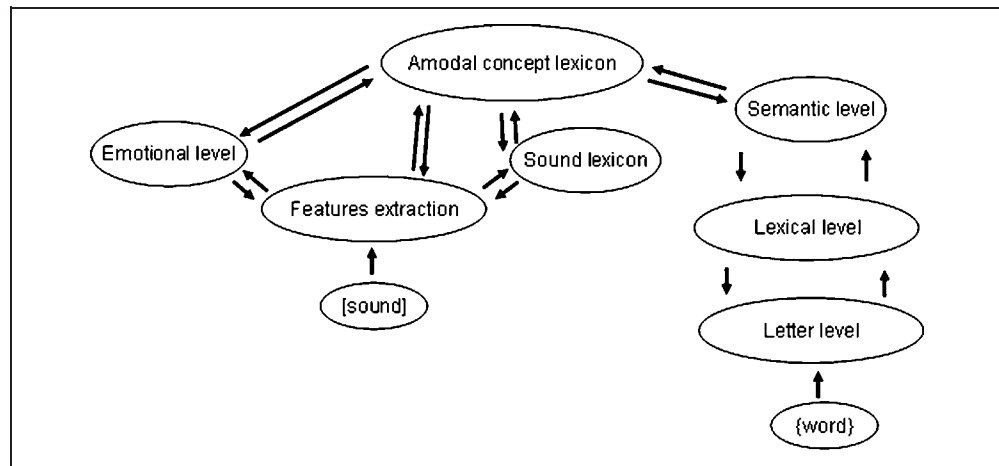 Amodal concept lexicon
Semantic level
Emotional level
Sound lexicon
Features extraction
Lexical level
[sound]
Letter level
{word}